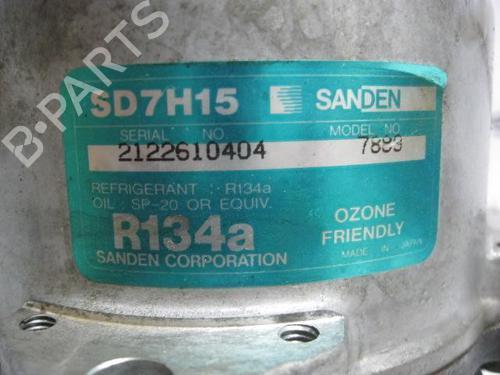 B-PARTS
SD7H15 SANDEN
SERIAL NO. MODEL NO.
2122610404 7883
REFRIGERANT : R134a
OIL : SP-20 OR EQUIV.
R134a OZONE FRIENDLY
SANDEN CORPORATION MADE IN JAPAN